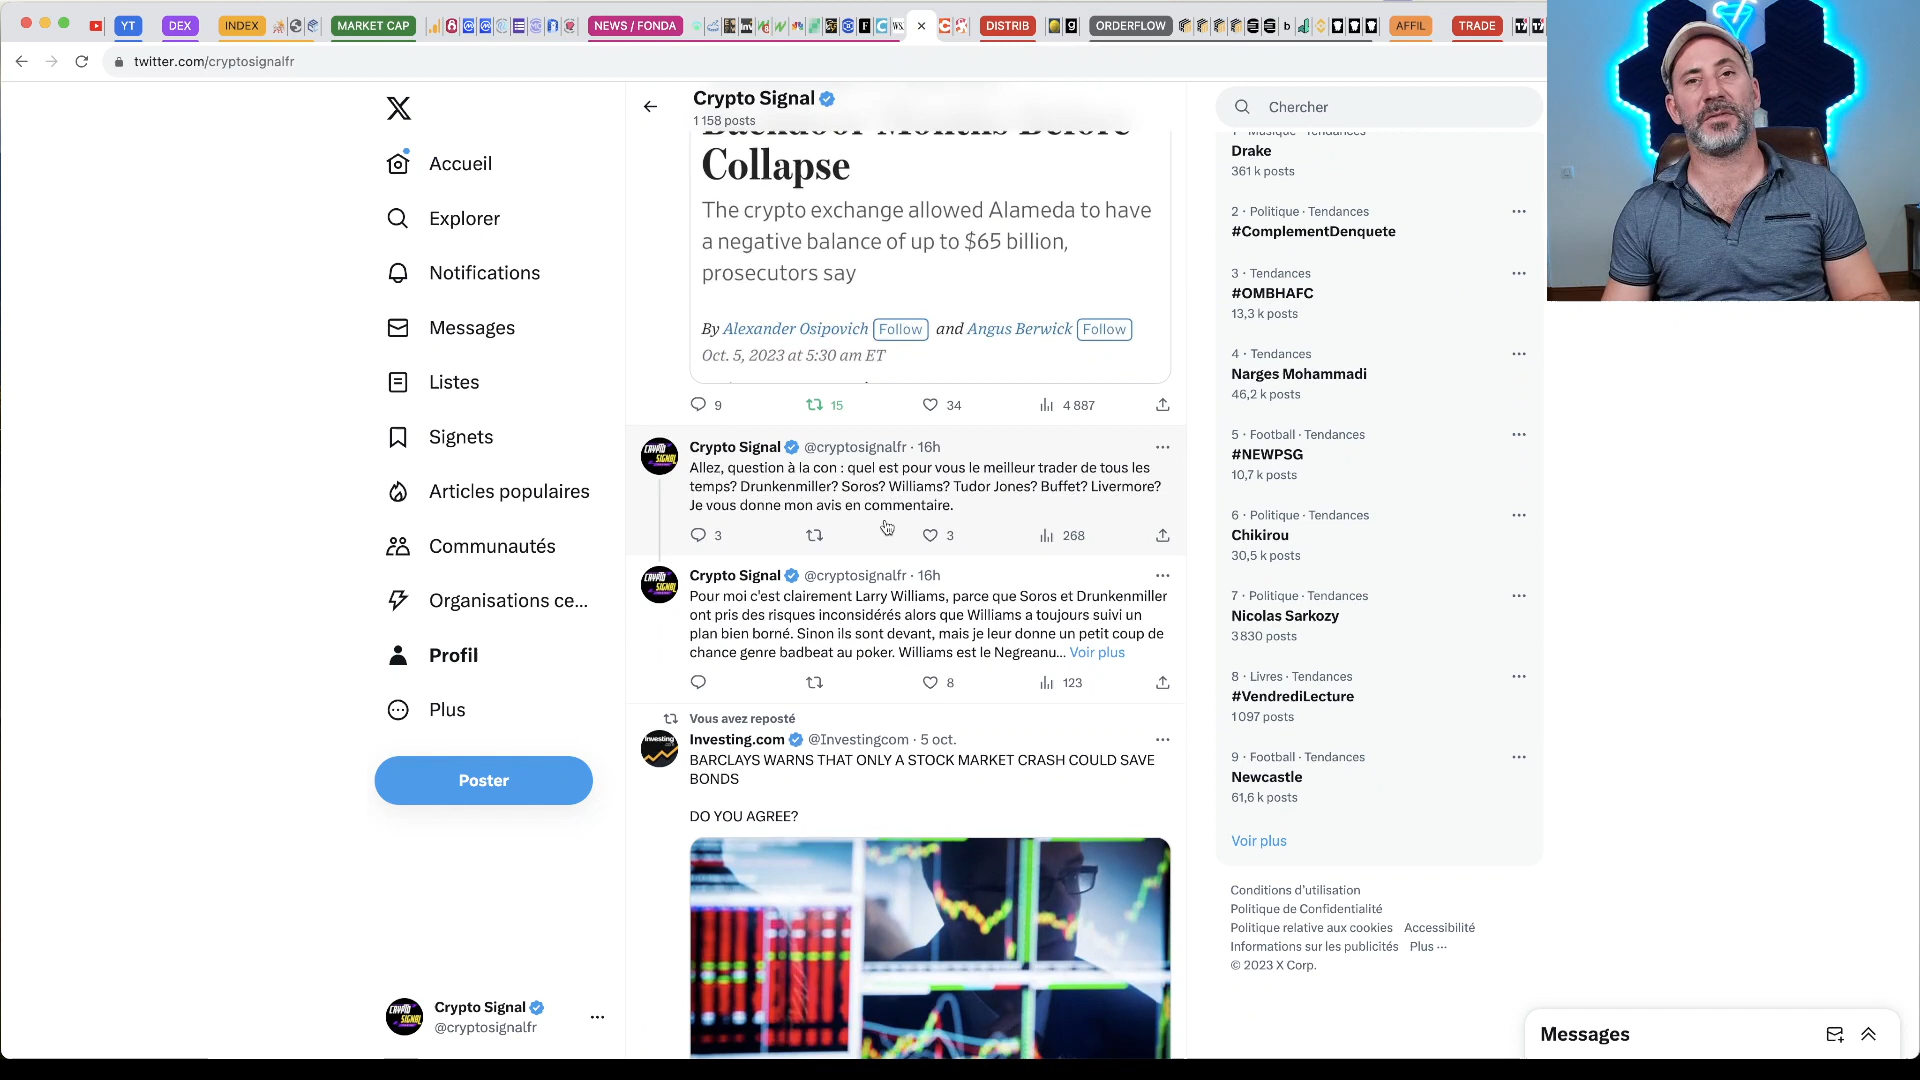 YT
DEX
INDEX
MARKET CAP
NEWS / FONDA
DISTRIB
ORDERFLOW
AFFIL
TRADE
twitter.com/cryptosignalfr
Accueil
Explorer
Notifications
Messages
Listes
Signets
Articles populaires
Communautés
Organisations ce...
Profil
Plus
Poster
Crypto Signal
@cryptosignalfr
Crypto Signal
1 158 posts
Backdoor Months Before
Collapse
The crypto exchange allowed Alameda to have
a negative balance of up to $65 billion,
prosecutors say
By Alexander Osipovich Follow and Angus Berwick Follow
Oct. 5, 2023 at 5:30 am ET
9 15 34 4 887
Crypto Signal @cryptosignalfr · 16h
Allez, question à la con : quel est pour vous le meilleur trader de tous les
temps? Drunkenmiller? Soros? Williams? Tudor Jones? Buffet? Livermore?
Je vous donne mon avis en commentaire.
3 3 268
Crypto Signal @cryptosignalfr · 16h
Pour moi c'est clairement Larry Williams, parce que Soros et Drunkenmiller
ont pris des risques inconsidérés alors que Williams a toujours suivi un
plan bien borné. Sinon ils sont devant, mais je leur donne un petit coup de
chance genre badbeat au poker. Williams est le Negreanu... Voir plus
8 123
Vous avez reposté
Investing.com @Investingcom · 5 oct.
BARCLAYS WARNS THAT ONLY A STOCK MARKET CRASH COULD SAVE
BONDS
DO YOU AGREE?
Chercher
1 · Musique · Tendances
Drake
361 k posts
2 · Politique · Tendances
#ComplementDenquete
3 · Tendances
#OMBHAFC
13,3 k posts
4 · Tendances
Narges Mohammadi
46,2 k posts
5 · Football · Tendances
#NEWPSG
10,7 k posts
6 · Politique · Tendances
Chikirou
30,5 k posts
7 · Politique · Tendances
Nicolas Sarkozy
3 830 posts
8 · Livres · Tendances
#VendrediLecture
1 097 posts
9 · Football · Tendances
Newcastle
61,6 k posts
Voir plus
Conditions d'utilisation
Politique de Confidentialité
Politique relative aux cookies Accessibilité
Informations sur les publicités Plus ...
© 2023 X Corp.
Messages